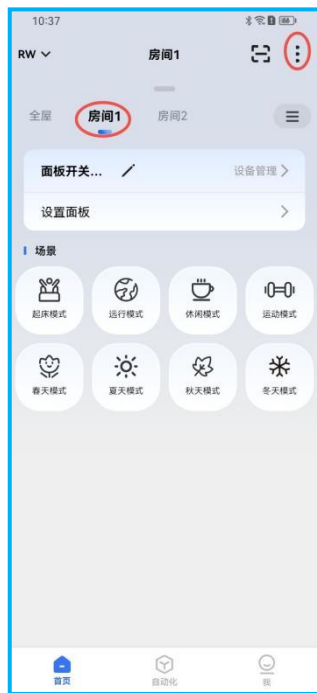 10:37
RW 房间1
全屋 房间1 房间2
面板开关... 设备管理
设置面板
场景
起床模式 远行模式 休闲模式 运动模式
春天模式 夏天模式 秋天模式 冬天模式
首页 自动化 我